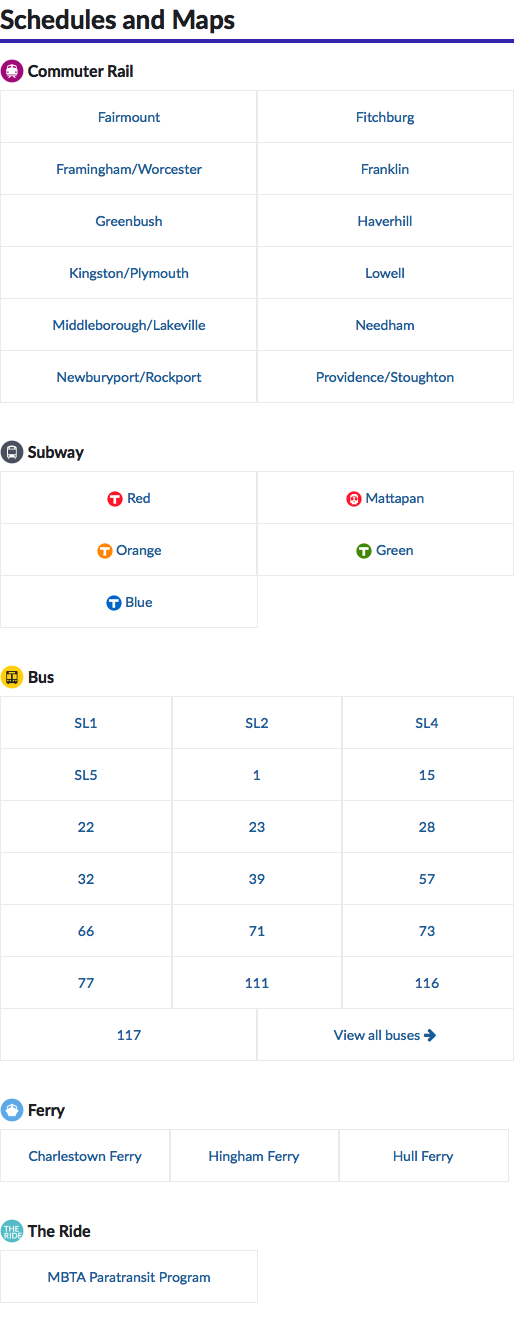 Schedules and Maps
Commuter Rail
Fairmount Fitchburg
Framingham/Worcester Franklin
Greenbush Haverhill
Kingston/Plymouth Lowell
Middleborough/Lakeville Needham
Newburyport/Rockport Providence/Stoughton
Subway
T Red Mattapan
T Orange T Green
T Blue
Bus
SL1 SL2 SL4
SL5 1 15
22 23 28
32 39 57
66 71 73
77 111 116
117 View all buses
Ferry
Charlestown Ferry Hingham Ferry Hull Ferry
THE RIDE The Ride
MBTA Paratransit Program